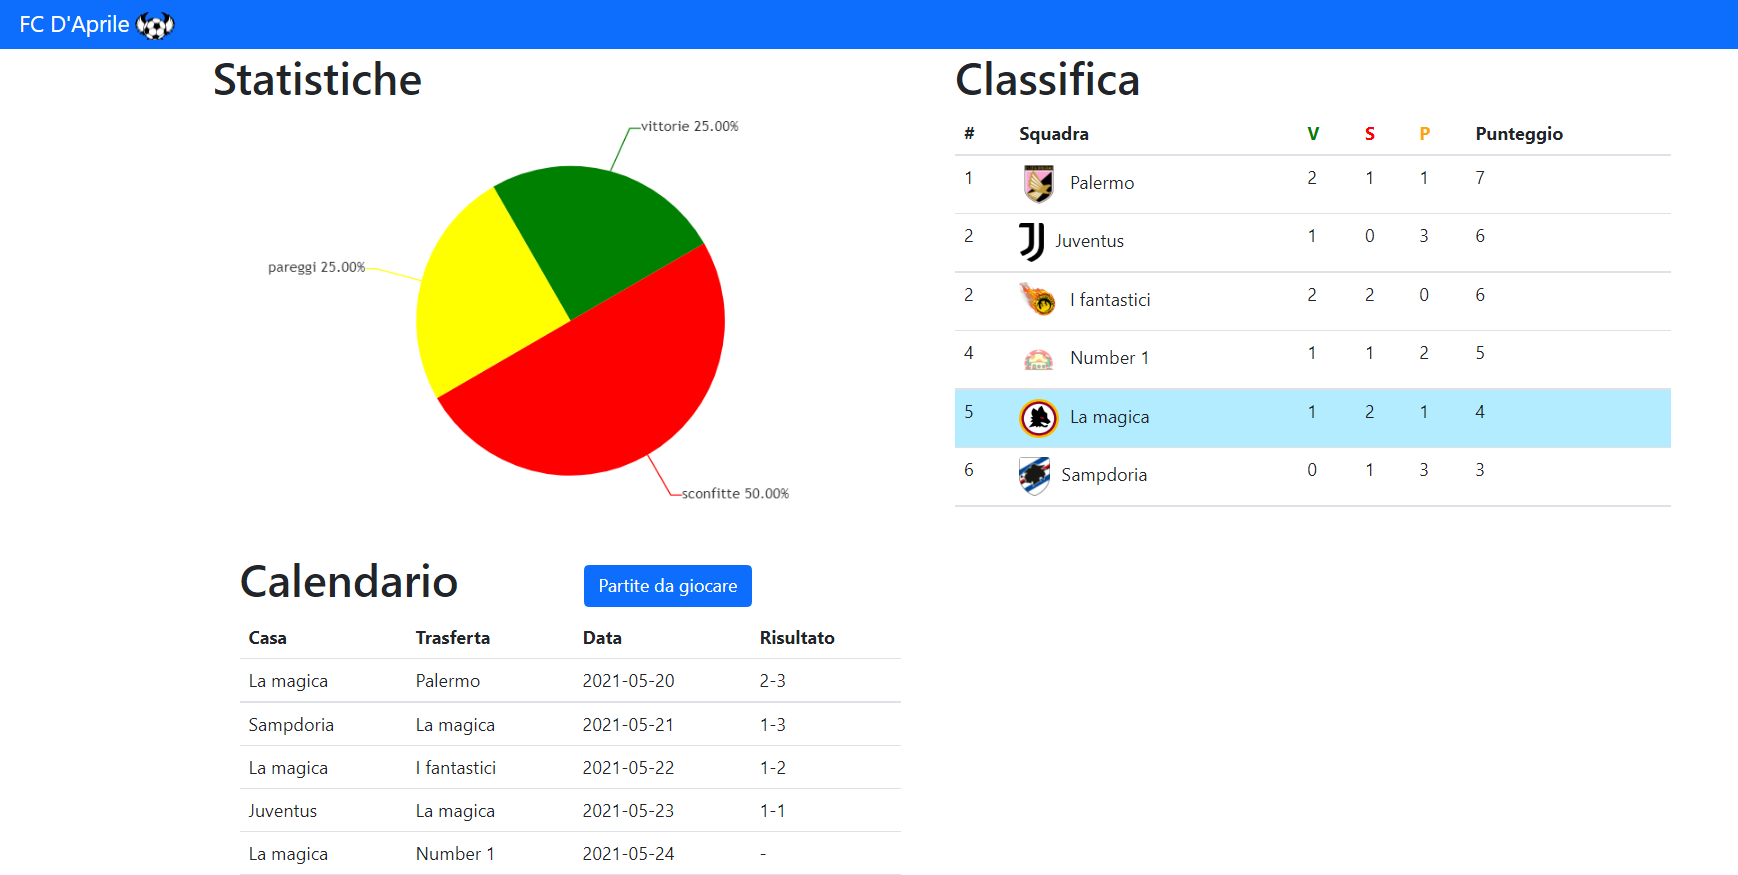 FC D'Aprile
Statistiche
vittorie 25.00%
pareggi 25.00%
sconfitte 50.00%
Classifica
# Squadra V S P Punteggio
1 Palermo 2 1 1 7
2 Juventus 1 0 3 6
2 I fantastici 2 2 0 6
4 Number 1 1 1 2 5
5 La magica 1 2 1 4
6 Sampdoria 0 1 3 3
Calendario
Partite da giocare
Casa Trasferta Data Risultato
La magica Palermo 2021-05-20 2-3
Sampdoria La magica 2021-05-21 1-3
La magica I fantastici 2021-05-22 1-2
Juventus La magica 2021-05-23 1-1
La magica Number 1 2021-05-24 -